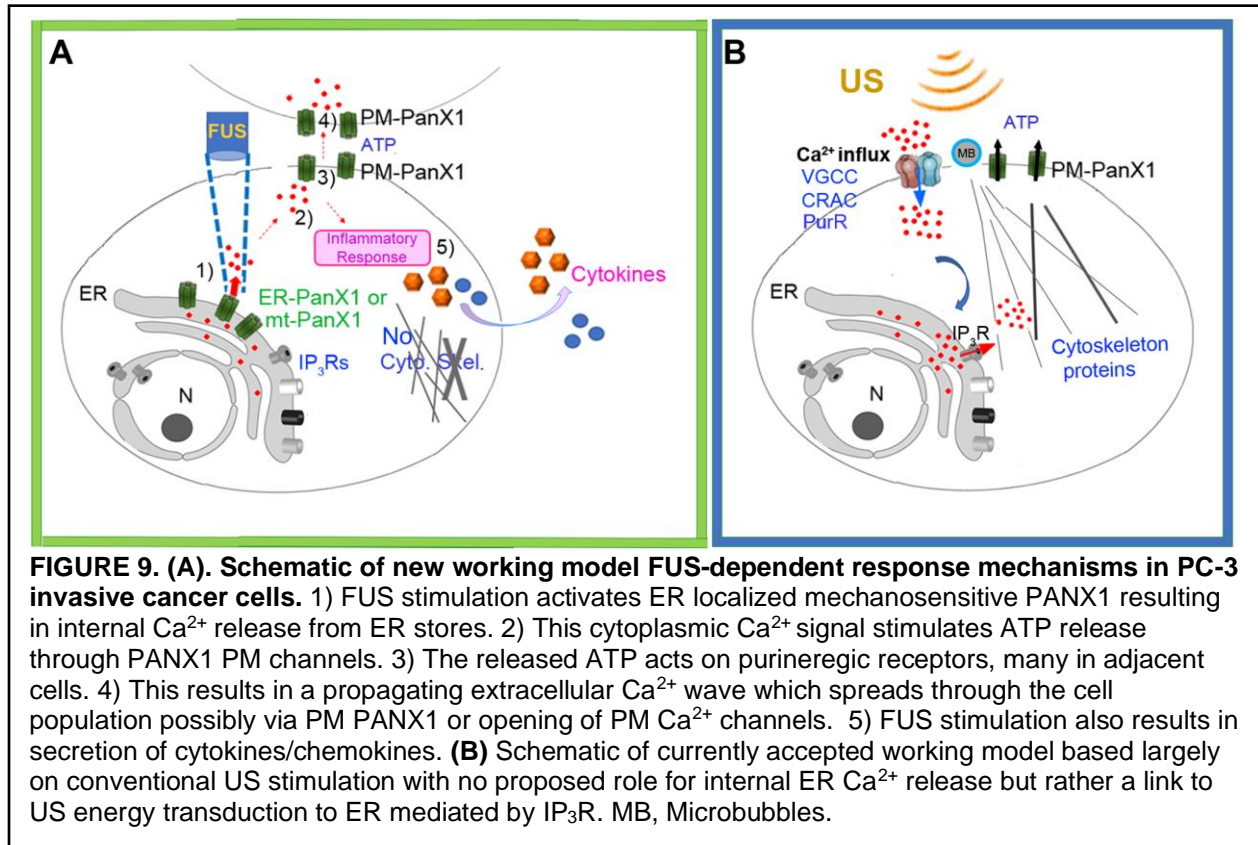 A
FUS
4)
PM-PanX1
ATP
3)
PM-PanX1
2)
1)
Inflammatory
Response
5)
Cytokines
ER
ER-PanX1 or
mt-PanX1
IP₃Rs
No
Cyto. Skel.
N
B
US
ATP
Ca²⁺ influx
MB
VGCC
CRAC
PurR
PM-PanX1
ER
IP₃R
Cytoskeleton
proteins
N
FIGURE 9. (A). Schematic of new working model FUS-dependent response mechanisms in PC-3
invasive cancer cells. 1) FUS stimulation activates ER localized mechanosensitive PANX1 resulting
in internal Ca²⁺ release from ER stores. 2) This cytoplasmic Ca²⁺ signal stimulates ATP release
through PANX1 PM channels. 3) The released ATP acts on purineregic receptors, many in adjacent
cells. 4) This results in a propagating extracellular Ca²⁺ wave which spreads through the cell
population possibly via PM PANX1 or opening of PM Ca²⁺ channels. 5) FUS stimulation also results in
secretion of cytokines/chemokines. (B) Schematic of currently accepted working model based largely
on conventional US stimulation with no proposed role for internal ER Ca²⁺ release but rather a link to
US energy transduction to ER mediated by IP₃R. MB, Microbubbles.